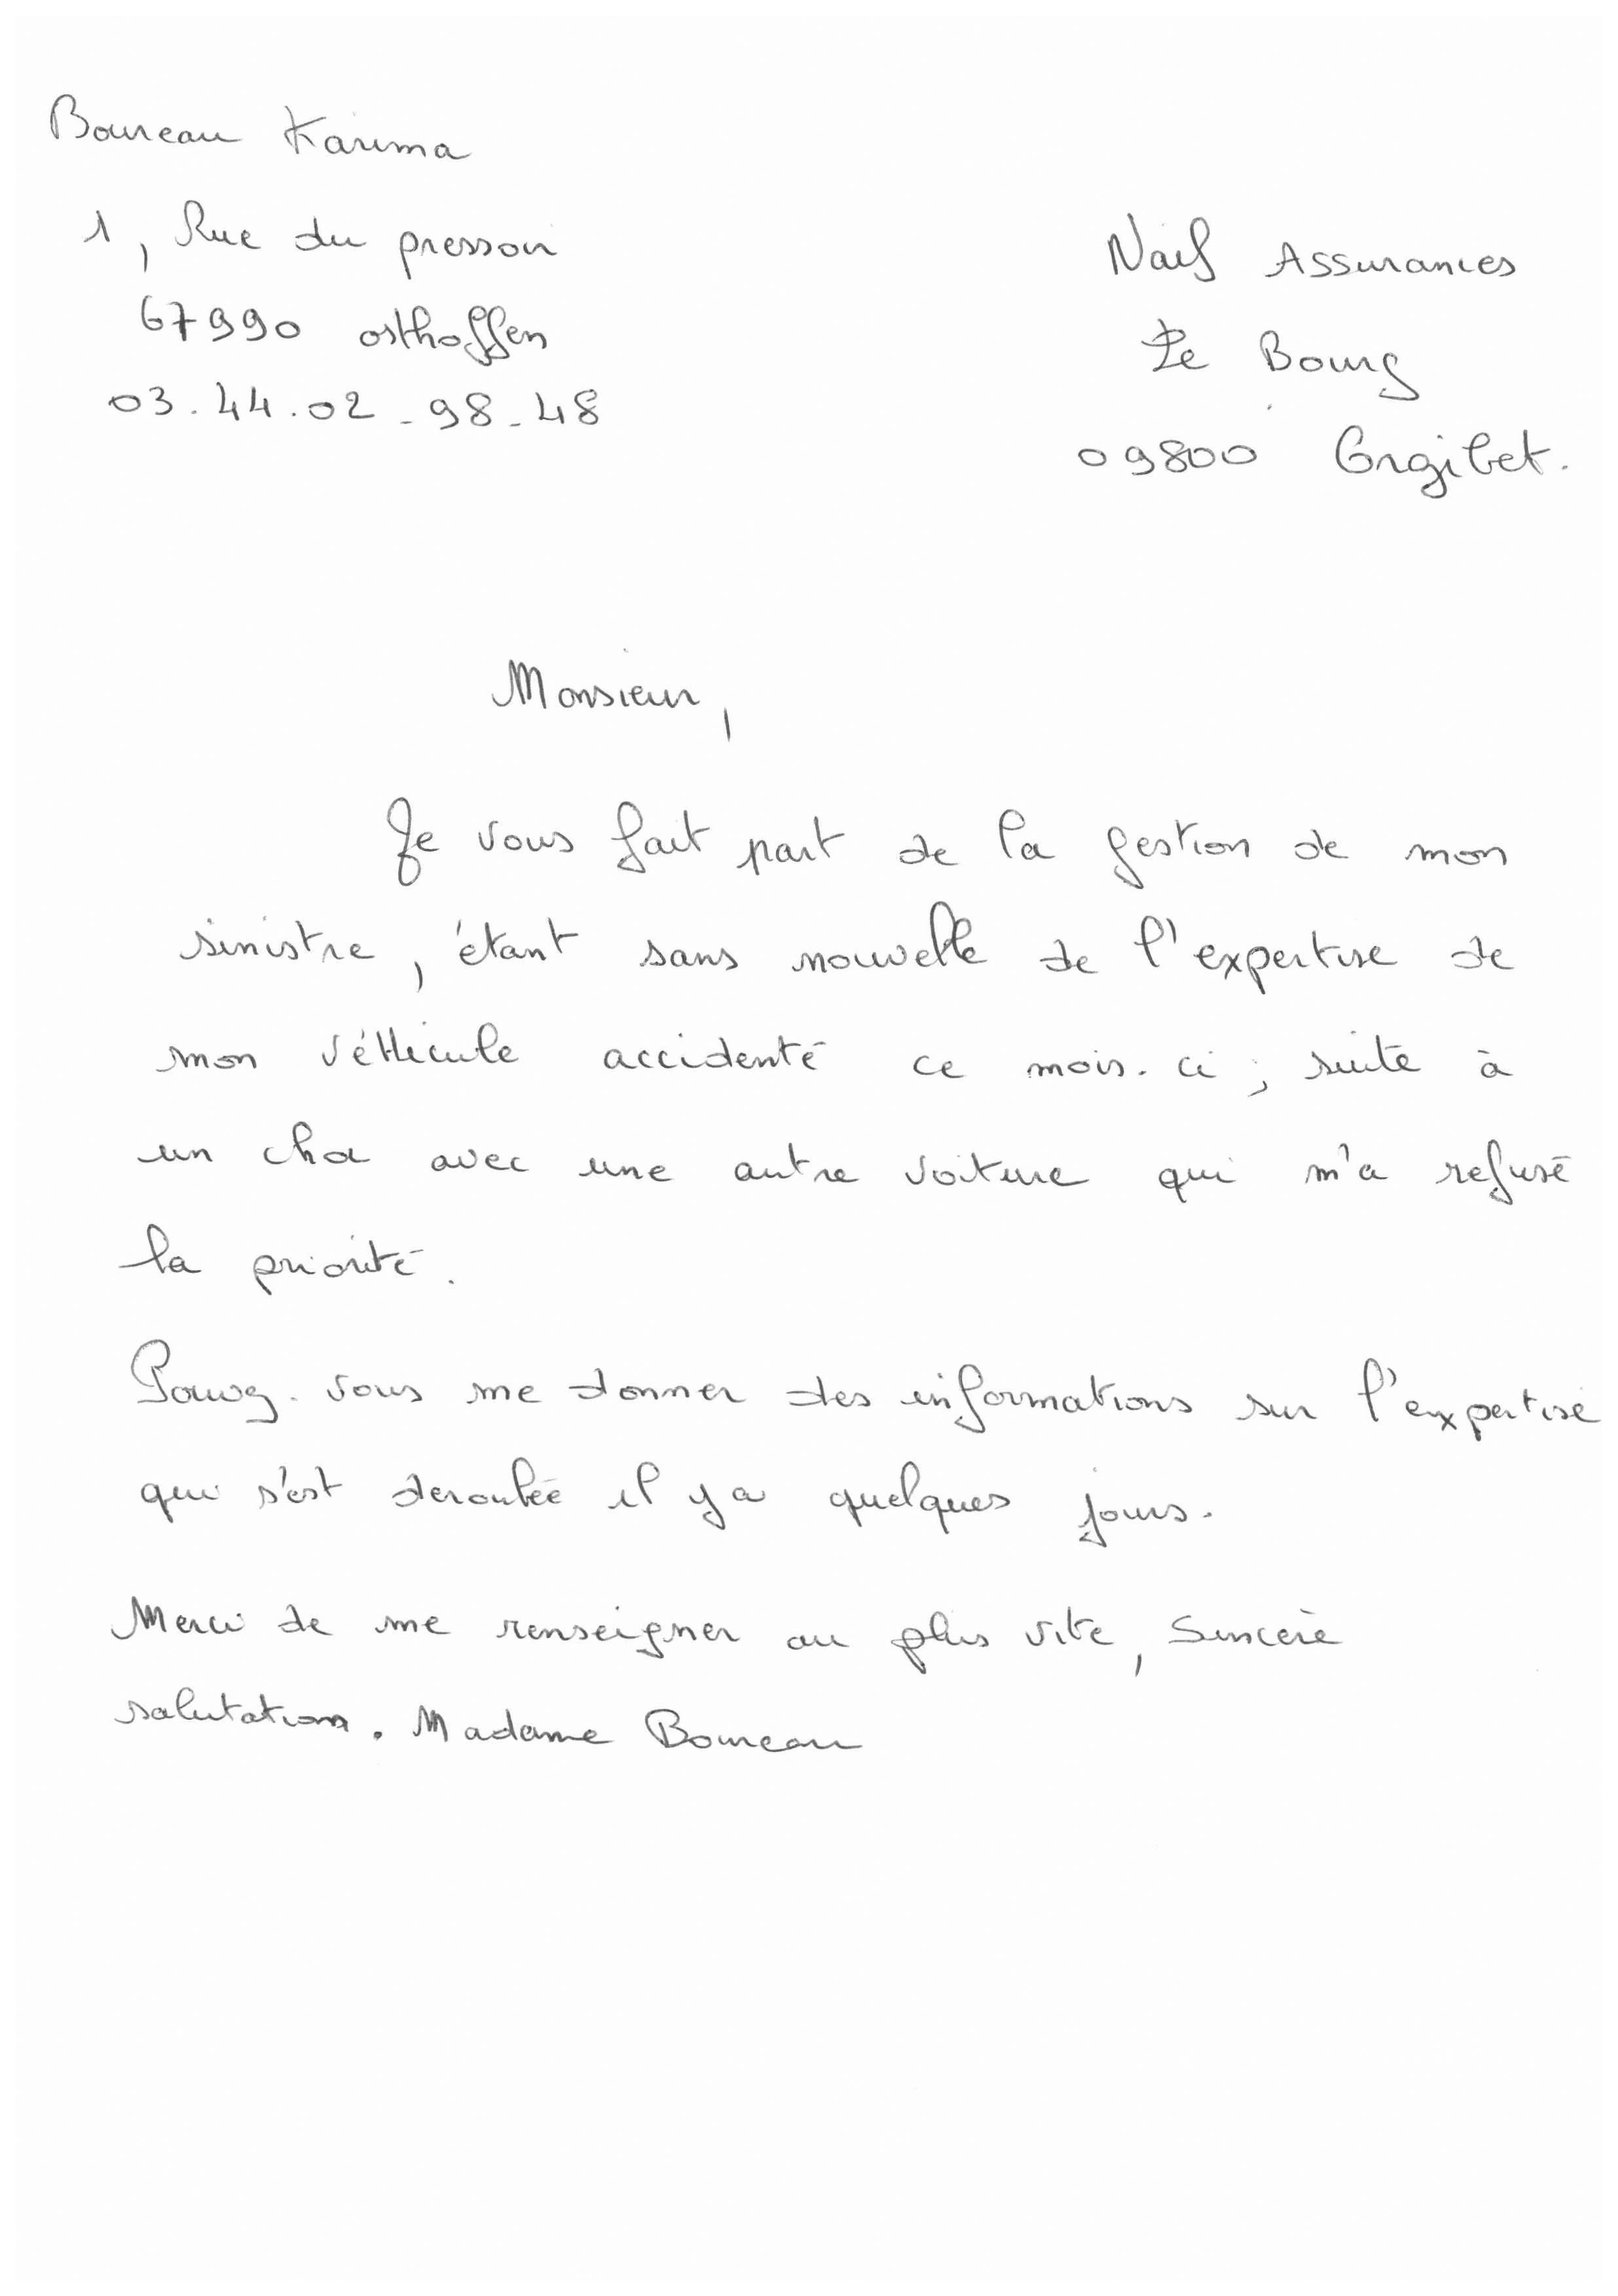 Boureau Karima
1, Rue du pressoir
67990 osthoffen
03.44.02-98-48
Naif Assurances
Le Bourg
09800 Orgibet.
Monsieur,
Je vous fait part de la gestion de mon
sinistre, étant sans nouvelle de l'expertise de
mon véhicule accidenté ce mois-ci ; suite à
un choc avec une autre voiture qui m'a refusé
la priorité.
Pouvez-vous me donner des informations sur l'expertise
qui s'est deroulée il y a quelques jours.
Merci de me renseigner au plus vite, Sincère
salutations. Madame Boureau